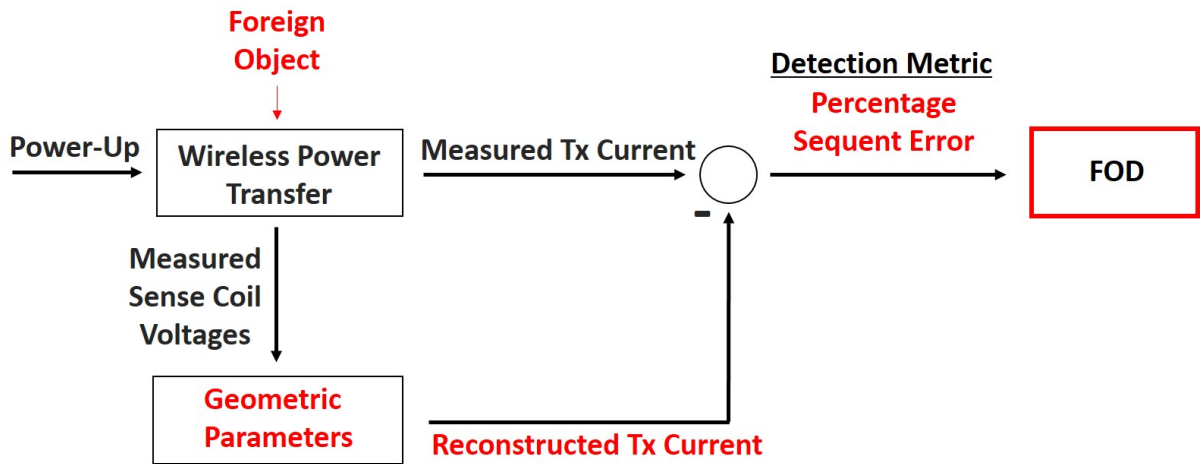 Foreign
Object
Detection Metric
Percentage
Sequent Error
Power-Up
Wireless Power
Transfer
Measured Tx Current
-
FOD
Measured
Sense Coil
Voltages
Geometric
Parameters
Reconstructed Tx Current